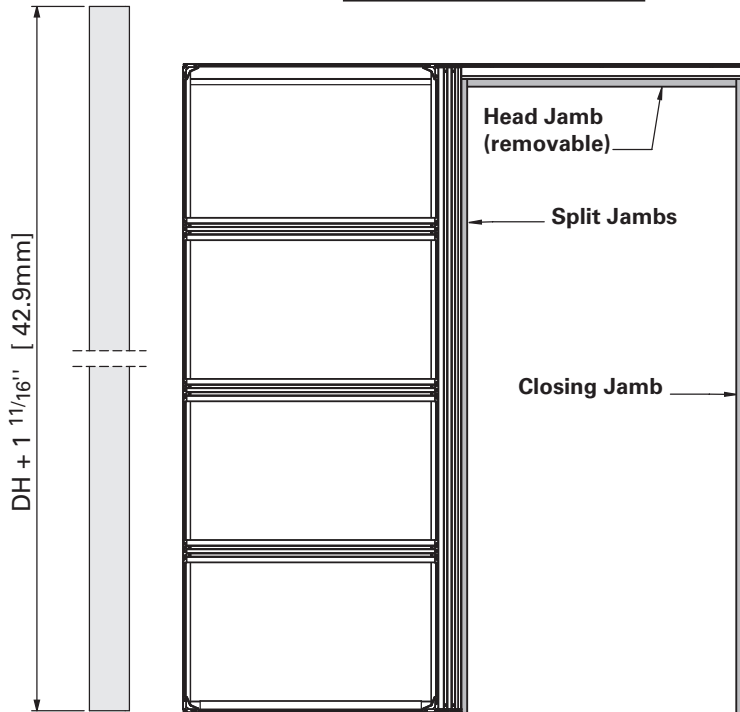 Head Jamb
(removable)
Split Jambs
Closing Jamb
DH + 1 11/16'' [ 42.9mm]